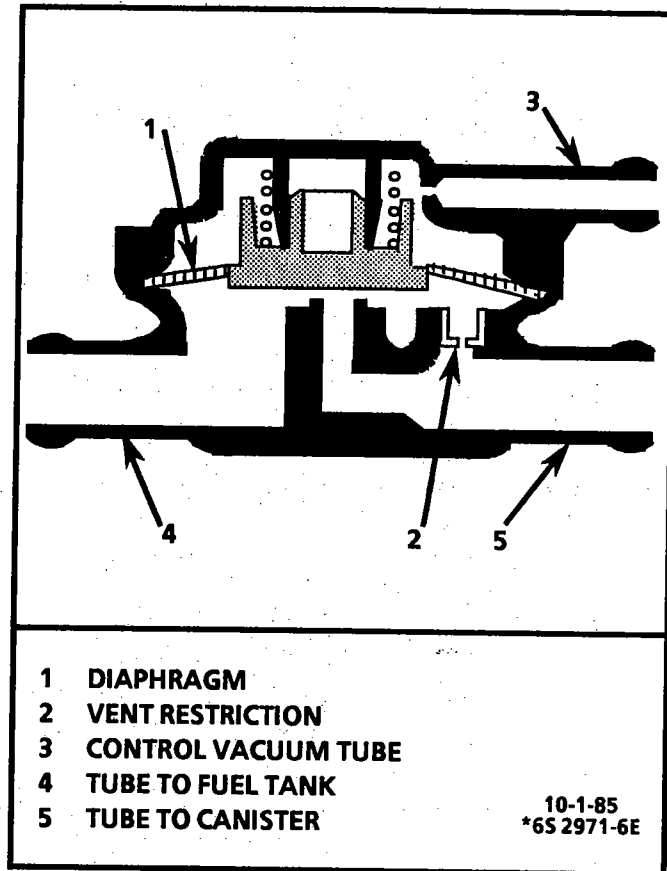 1
3
4
2
5
1 DIAPHRAGM
2 VENT RESTRICTION
3 CONTROL VACUUM TUBE
4 TUBE TO FUEL TANK
5 TUBE TO CANISTER
10-1-85
*6S 2971-6E